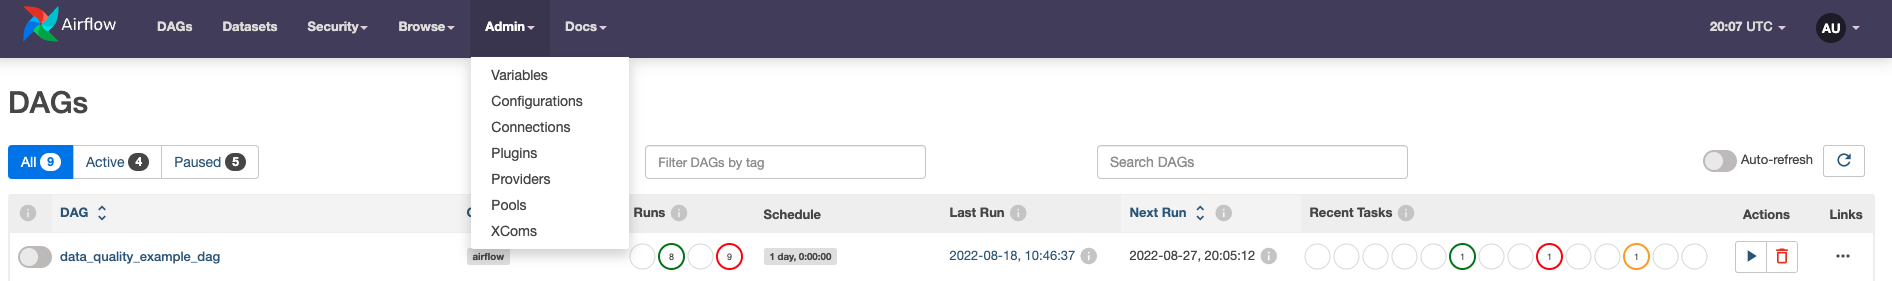 Airflow DAGs Datasets Security Browse Admin Docs 20:07 UTC AU
Variables
DAGs
Configurations
Connections
All 9 Active 4 Paused 5 Plugins Filter DAGs by tag Search DAGs Auto-refresh
Providers
Pools
DAG Runs Schedule Last Run Next Run Recent Tasks Actions Links
XComs
data_quality_example_dag airflow 8 9 1 day, 0:00:00 2022-08-18, 10:46:37 2022-08-27, 20:05:12 1 1 1